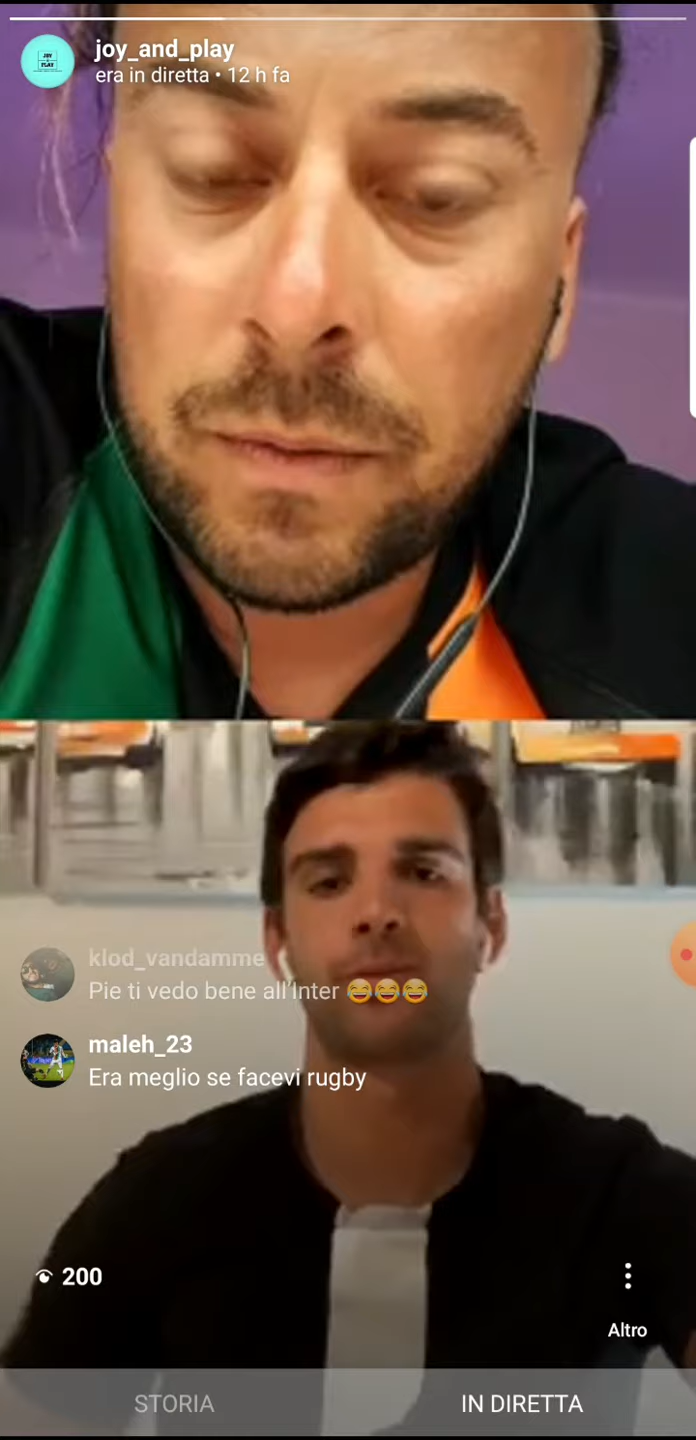 joy_and_play
era in diretta • 12 h fa
klod_vandamme
Pie ti vedo bene all'Inter 😂😂😂
maleh_23
Era meglio se facevi rugby
200
Altro
STORIA
IN DIRETTA